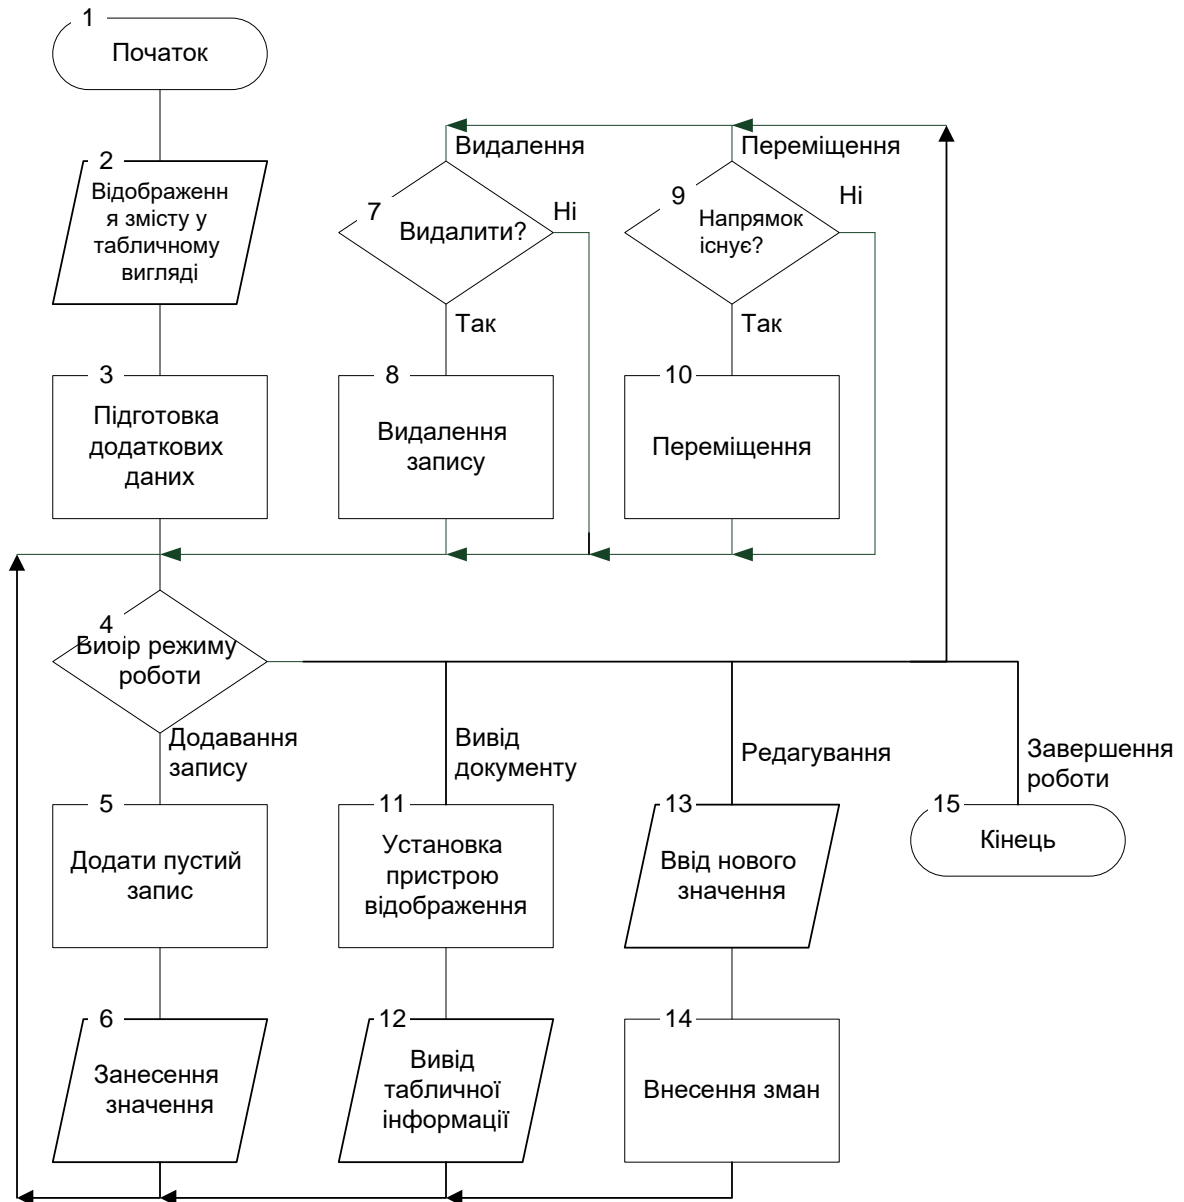 1
Початок
2
Відображенн
я змісту у
табличному
вигляді
3
Підготовка
додаткових
даних
4
Вибір режиму
роботи
Додавання
запису
5
Додати пустий
запис
6
Занесення
значення
Видалення
7
Видалити?
Ні
Так
8
Видалення
запису
Переміщення
9
Напрямок
існує?
Ні
Так
10
Переміщення
Вивід
документу
11
Установка
пристрою
відображення
12
Вивід
табличної
інформації
Редагування
13
Ввід нового
значення
14
Внесення зман
Завершення
роботи
15
Кінець